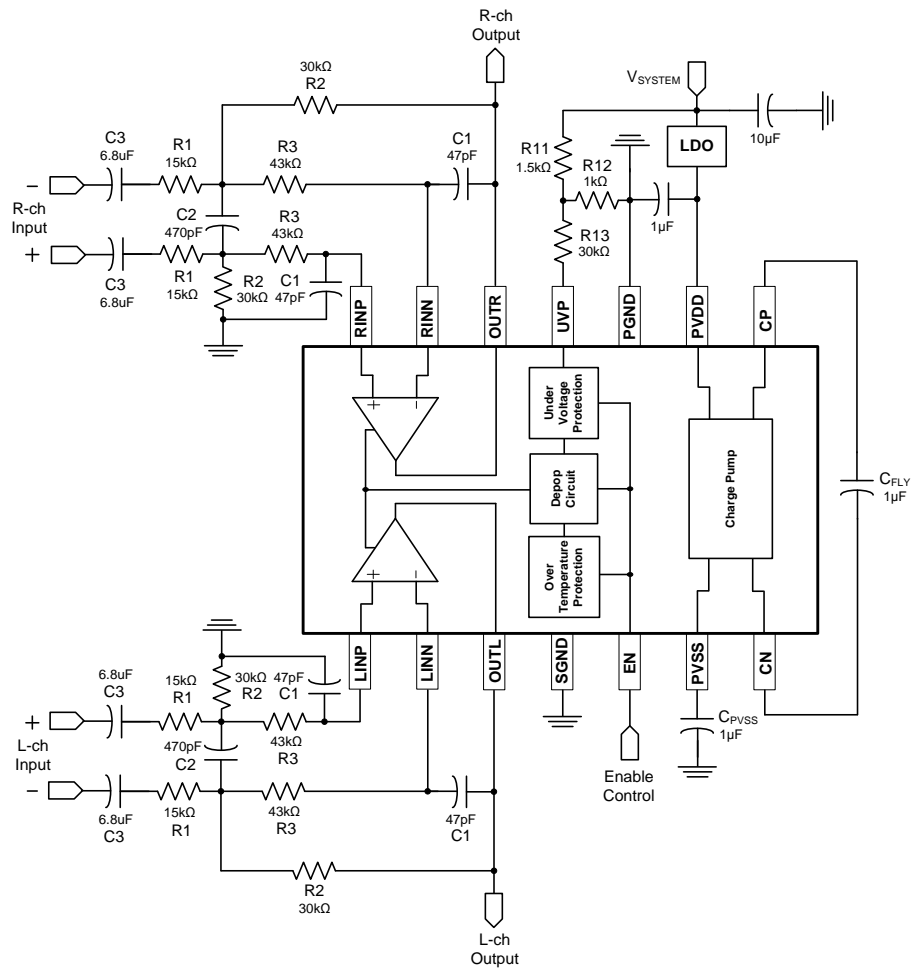 R-ch
Output
30kΩ
R2
VSYSTEM
C3
6.8uF
R1
15kΩ
R3
43kΩ
C1
47pF
R11
1.5kΩ
R12
1kΩ
LDO
10µF
−
R-ch
Input
+
C2
470pF
R3
43kΩ
1µF
R13
30kΩ
C3
6.8uF
R1
15kΩ
R2
30kΩ
C1
47pF
RINP
RINN
OUTR
UVP
PGND
PVDD
CP
+
−
Under
Voltage
Protection
Depop
Circuit
Over
Temperature
Protection
Charge Pump
CFLY
1µF
+
−
LINP
LINN
OUTL
SGND
EN
PVSS
CN
6.8uF
C3
15kΩ
R1
30kΩ
R2
47pF
C1
+
L-ch
Input
−
470pF
C2
43kΩ
R3
CPVSS
1µF
Enable
Control
6.8uF
C3
15kΩ
R1
43kΩ
R3
47pF
C1
R2
30kΩ
L-ch
Output